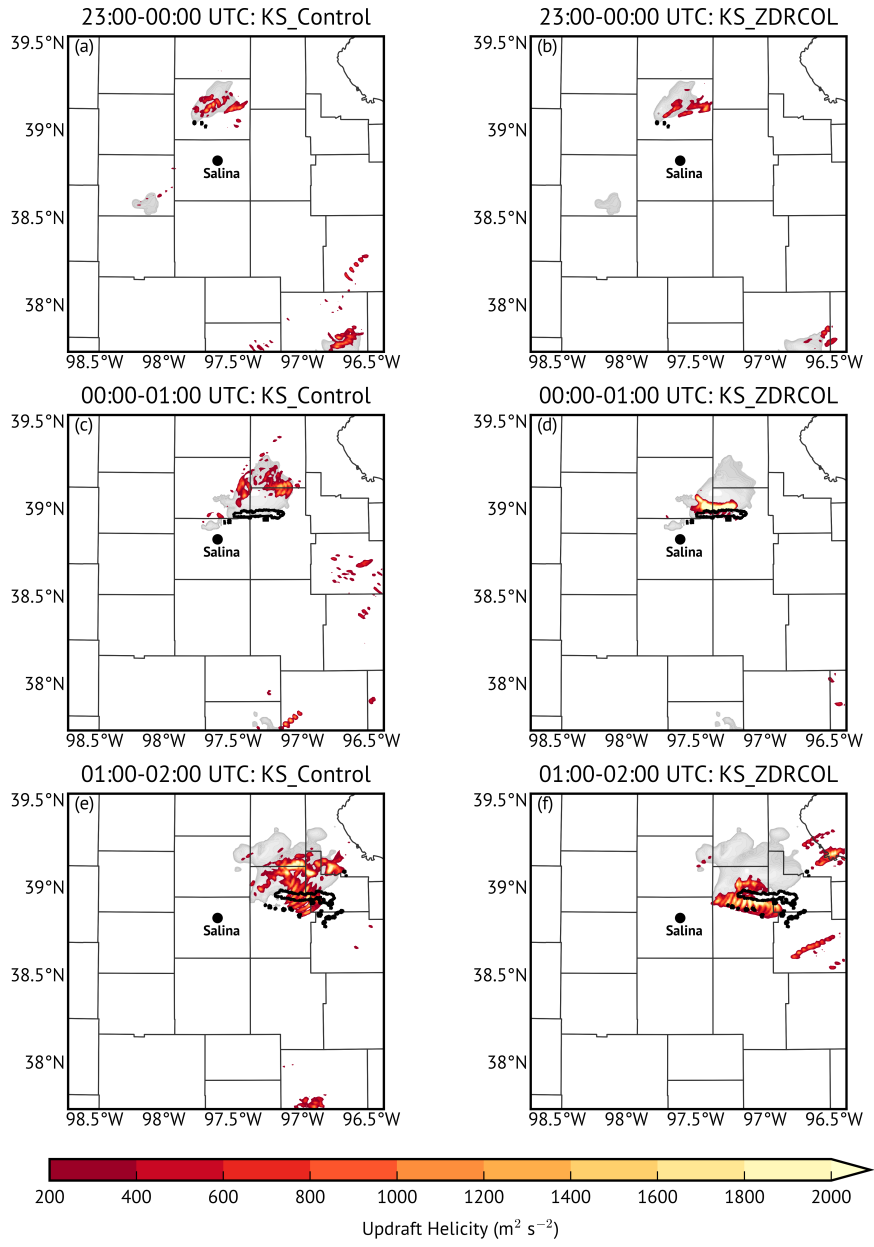 23:00-00:00 UTC: KS_Control
23:00-00:00 UTC: KS_ZDRCOL
39.5°N
(a)
39°N
38.5°N
38°N
Salina
98.5°W 98°W 97.5°W 97°W 96.5°W
39.5°N
(b)
39°N
38.5°N
38°N
Salina
98.5°W 98°W 97.5°W 97°W 96.5°W
00:00-01:00 UTC: KS_Control
00:00-01:00 UTC: KS_ZDRCOL
39.5°N
(c)
39°N
38.5°N
38°N
Salina
98.5°W 98°W 97.5°W 97°W 96.5°W
39.5°N
(d)
39°N
38.5°N
38°N
Salina
98.5°W 98°W 97.5°W 97°W 96.5°W
01:00-02:00 UTC: KS_Control
01:00-02:00 UTC: KS_ZDRCOL
39.5°N
(e)
39°N
38.5°N
38°N
Salina
98.5°W 98°W 97.5°W 97°W 96.5°W
39.5°N
(f)
39°N
38.5°N
38°N
Salina
98.5°W 98°W 97.5°W 97°W 96.5°W
200 400 600 800 1000 1200 1400 1600 1800 2000
Updraft Helicity (m² s⁻²)